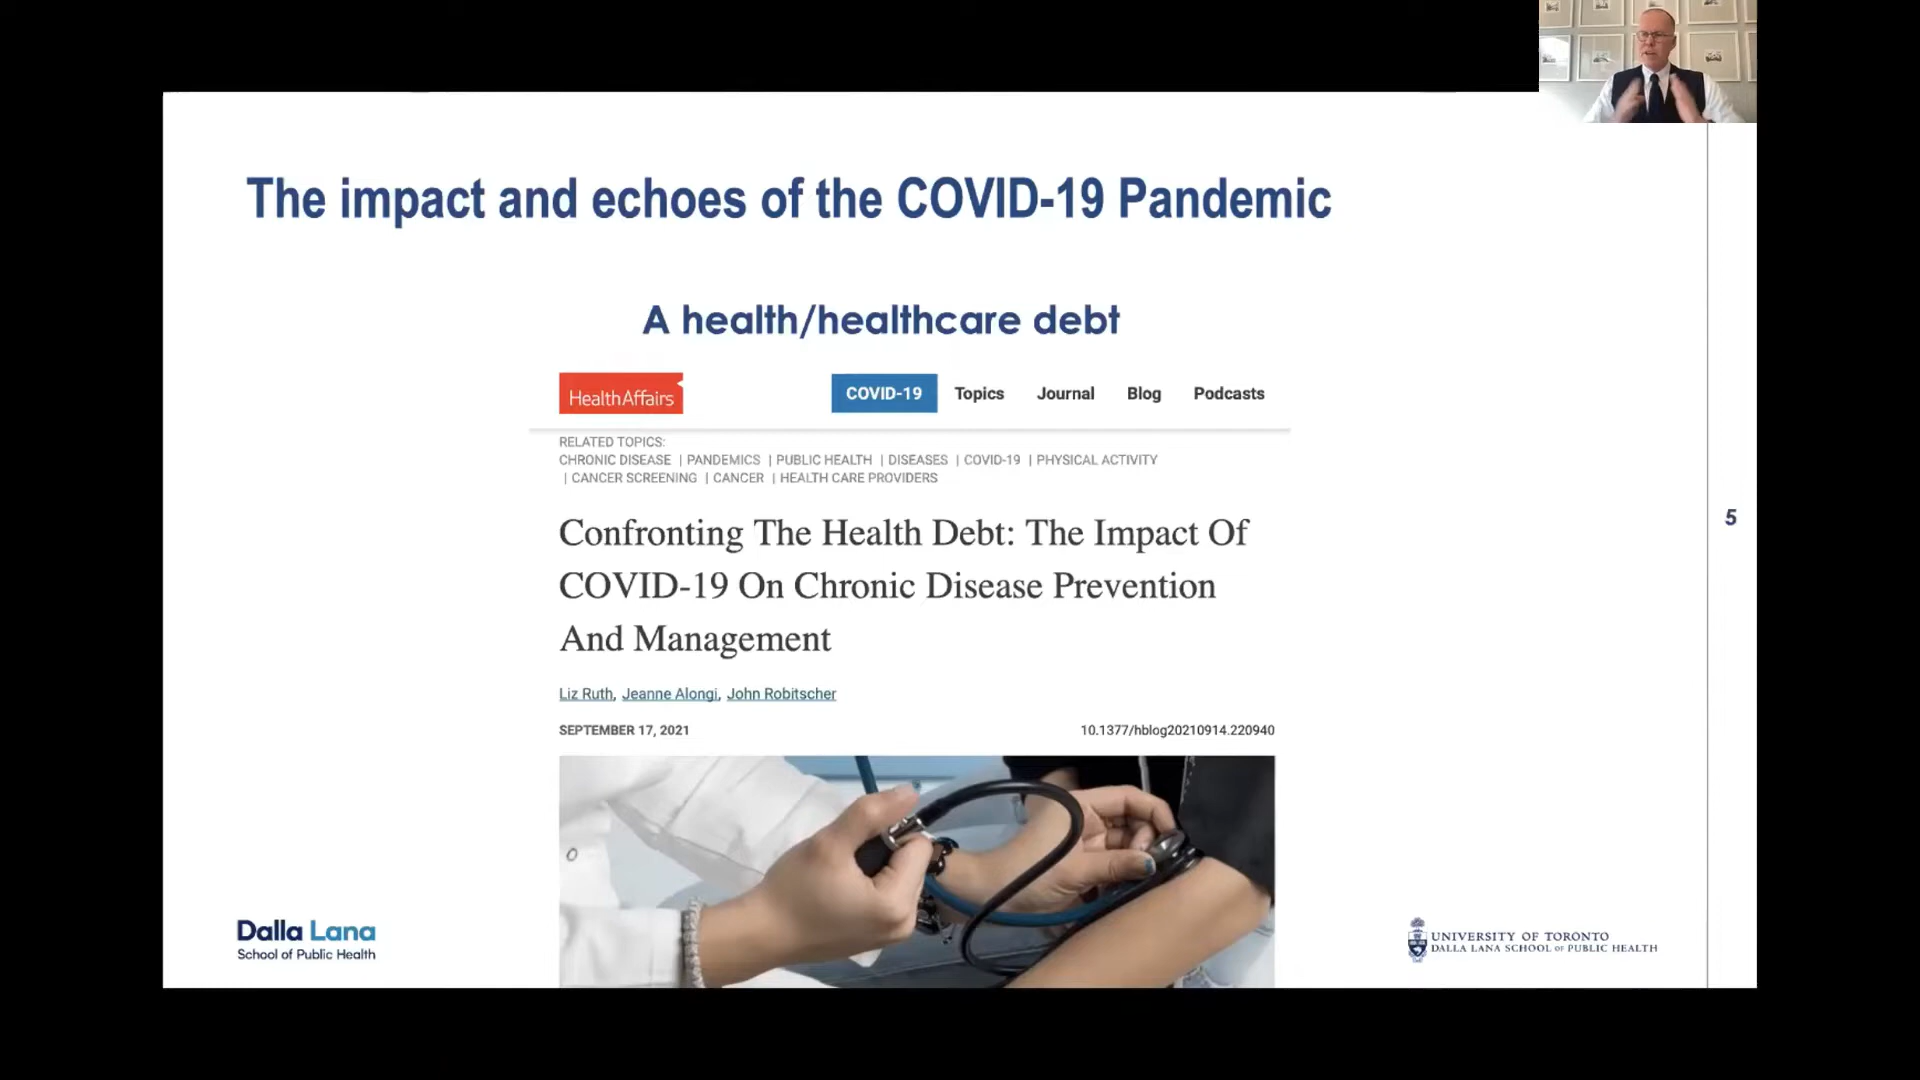 The impact and echoes of the COVID-19 Pandemic
A health/healthcare debt
HealthAffairs
COVID-19 Topics Journal Blog Podcasts
RELATED TOPICS:
CHRONIC DISEASE | PANDEMICS | PUBLIC HEALTH | DISEASES | COVID-19 | PHYSICAL ACTIVITY
| CANCER SCREENING | CANCER | HEALTH CARE PROVIDERS
Confronting The Health Debt: The Impact Of
COVID-19 On Chronic Disease Prevention
And Management
5
Liz Ruth, Jeanne Alongi, John Robitscher
SEPTEMBER 17, 2021 10.1377/hblog20210914.220940
Dalla Lana
School of Public Health
UNIVERSITY OF TORONTO
DALLA LANA SCHOOL OF PUBLIC HEALTH